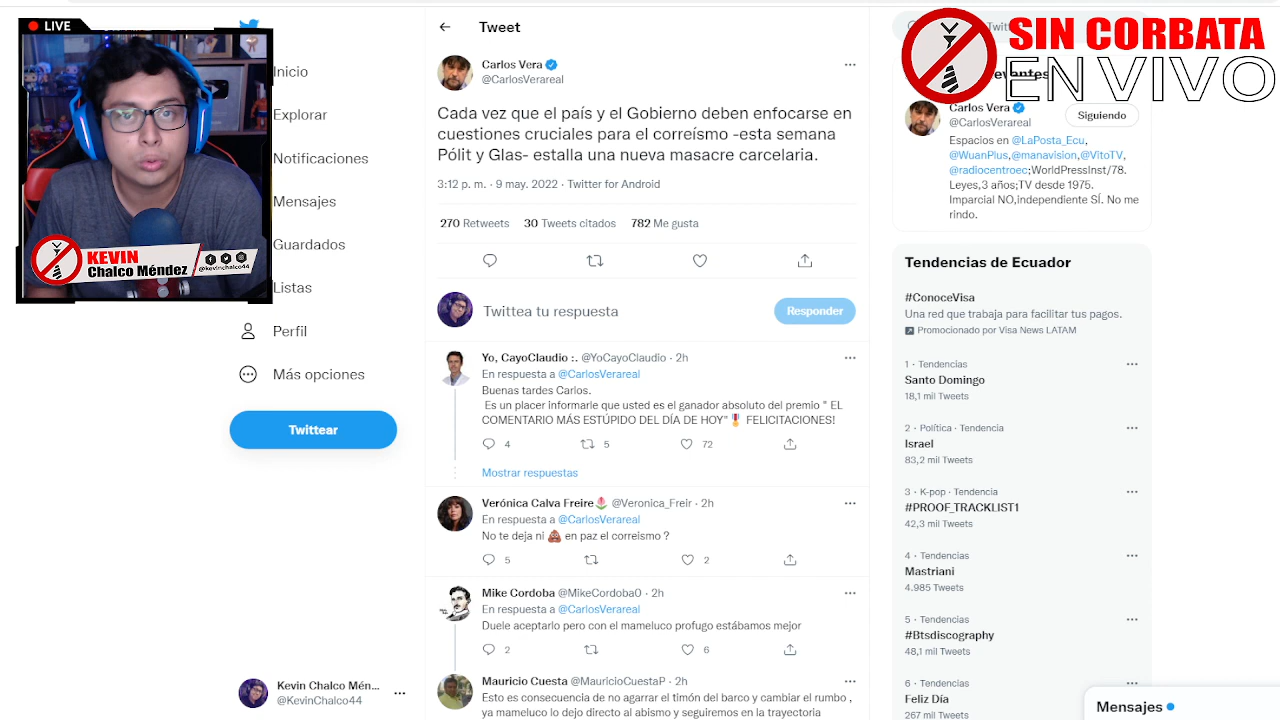 LIVE
KEVIN
Chalco Méndez
@kevinchalco44
Inicio
Explorar
Notificaciones
Mensajes
Guardados
Listas
Perfil
Más opciones
Twittear
Kevin Chalco Mén...
@KevinChalco44
Tweet
Carlos Vera
@CarlosVerareal
Cada vez que el país y el Gobierno deben enfocarse en
cuestiones cruciales para el correísmo -esta semana
Pólit y Glas- estalla una nueva masacre carcelaria.
3:12 p. m. · 9 may. 2022 · Twitter for Android
270 Retweets 30 Tweets citados 782 Me gusta
Twittea tu respuesta
Responder
Yo, CayoClaudio :. @YoCayoClaudio · 2h
En respuesta a @CarlosVerareal
Buenas tardes Carlos.
Es un placer informarle que usted es el ganador absoluto del premio " EL
COMENTARIO MÁS ESTÚPIDO DEL DÍA DE HOY"🎖️ FELICITACIONES!
4 5 72
Mostrar respuestas
Verónica Calva Freire🌷 @Veronica_Freir · 2h
En respuesta a @CarlosVerareal
No te deja ni 💩 en paz el correismo ?
5 2
Mike Cordoba @MikeCordoba0 · 2h
En respuesta a @CarlosVerareal
Duele aceptarlo pero con el mameluco profugo estábamos mejor
2 6
Mauricio Cuesta @MauricioCuestaP · 2h
Esto es consecuencia de no agarrar el timón del barco y cambiar el rumbo ,
ya mameluco lo dejo directo al abismo y seguiremos en la trayectoria
SIN CORBATA
EN VIVO
Carlos Vera
@CarlosVerareal
Siguiendo
Espacios en @LaPosta_Ecu,
@WuanPlus,@manavision,@VitoTV,
@radiocentroec;WorldPressInst/78.
Leyes,3 años;TV desde 1975.
Imparcial NO,independiente SÍ. No me
rindo.
Tendencias de Ecuador
#ConoceVisa
Una red que trabaja para facilitar tus pagos.
Promocionado por Visa News LATAM
1 · Tendencias
Santo Domingo
18,1 mil Tweets
2 · Política · Tendencia
Israel
83,2 mil Tweets
3 · K-pop · Tendencia
#PROOF_TRACKLIST1
42,3 mil Tweets
4 · Tendencias
Mastriani
4.985 Tweets
5 · Tendencias
#Btsdiscography
48,1 mil Tweets
6 · Tendencias
Feliz Día
267 mil Tweets
Mensajes